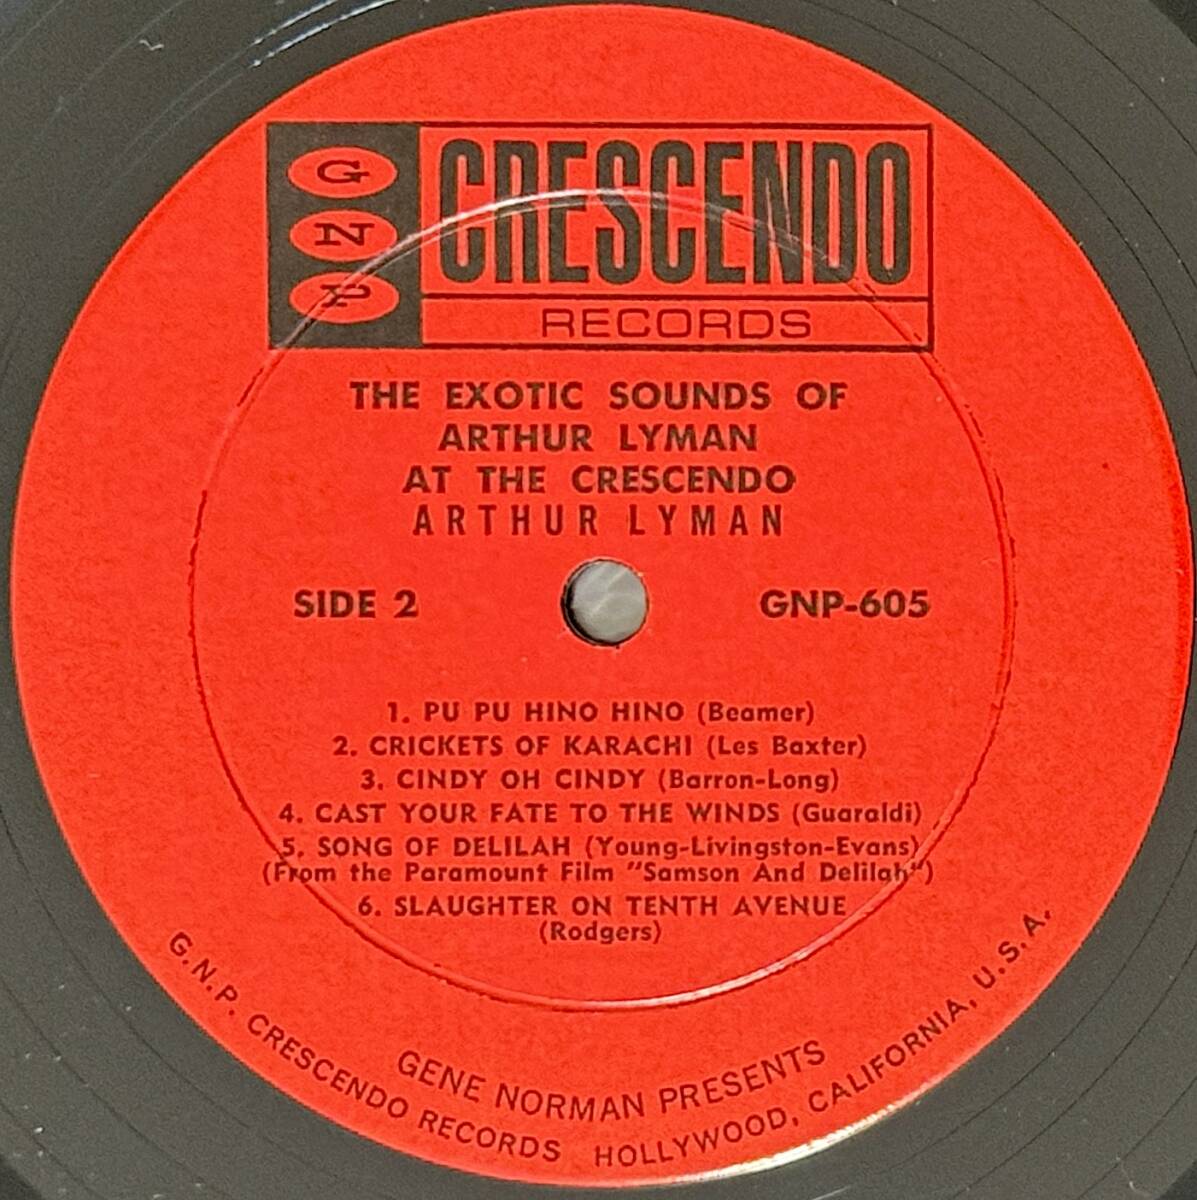 G
N
P
CRESCENDO
RECORDS
THE EXOTIC SOUNDS OF
ARTHUR LYMAN
AT THE CRESCENDO
ARTHUR LYMAN
SIDE 2 GNP-605
1. PU PU HINO HINO (Beamer)
2. CRICKETS OF KARACHI (Les Baxter)
3. CINDY OH CINDY (Barron-Long)
4. CAST YOUR FATE TO THE WINDS (Guaraldi)
5. SONG OF DELILAH (Young-Livingston-Evans)
(From the Paramount Film "Samson And Delilah")
6. SLAUGHTER ON TENTH AVENUE
(Rodgers)
GENE NORMAN PRESENTS
G.N.P. CRESCENDO RECORDS HOLLYWOOD, CALIFORNIA, U.S.A.